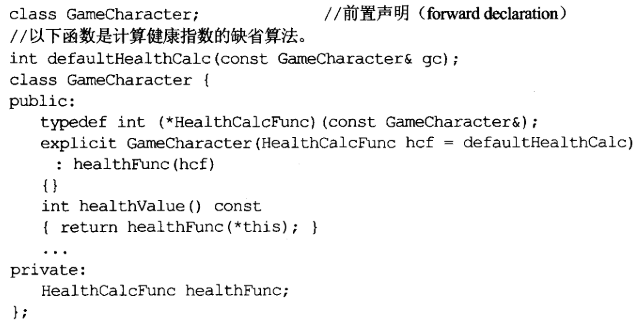 class GameCharacter;                //前置声明（forward declaration）
//以下函数是计算健康指数的缺省算法。
int defaultHealthCalc(const GameCharacter& gc);
class GameCharacter {
public:
   typedef int (*HealthCalcFunc)(const GameCharacter&);
   explicit GameCharacter(HealthCalcFunc hcf = defaultHealthCalc)
     : healthFunc(hcf)
   {}
   int healthValue() const
   { return healthFunc(*this); }
   ...
private:
   HealthCalcFunc healthFunc;
};